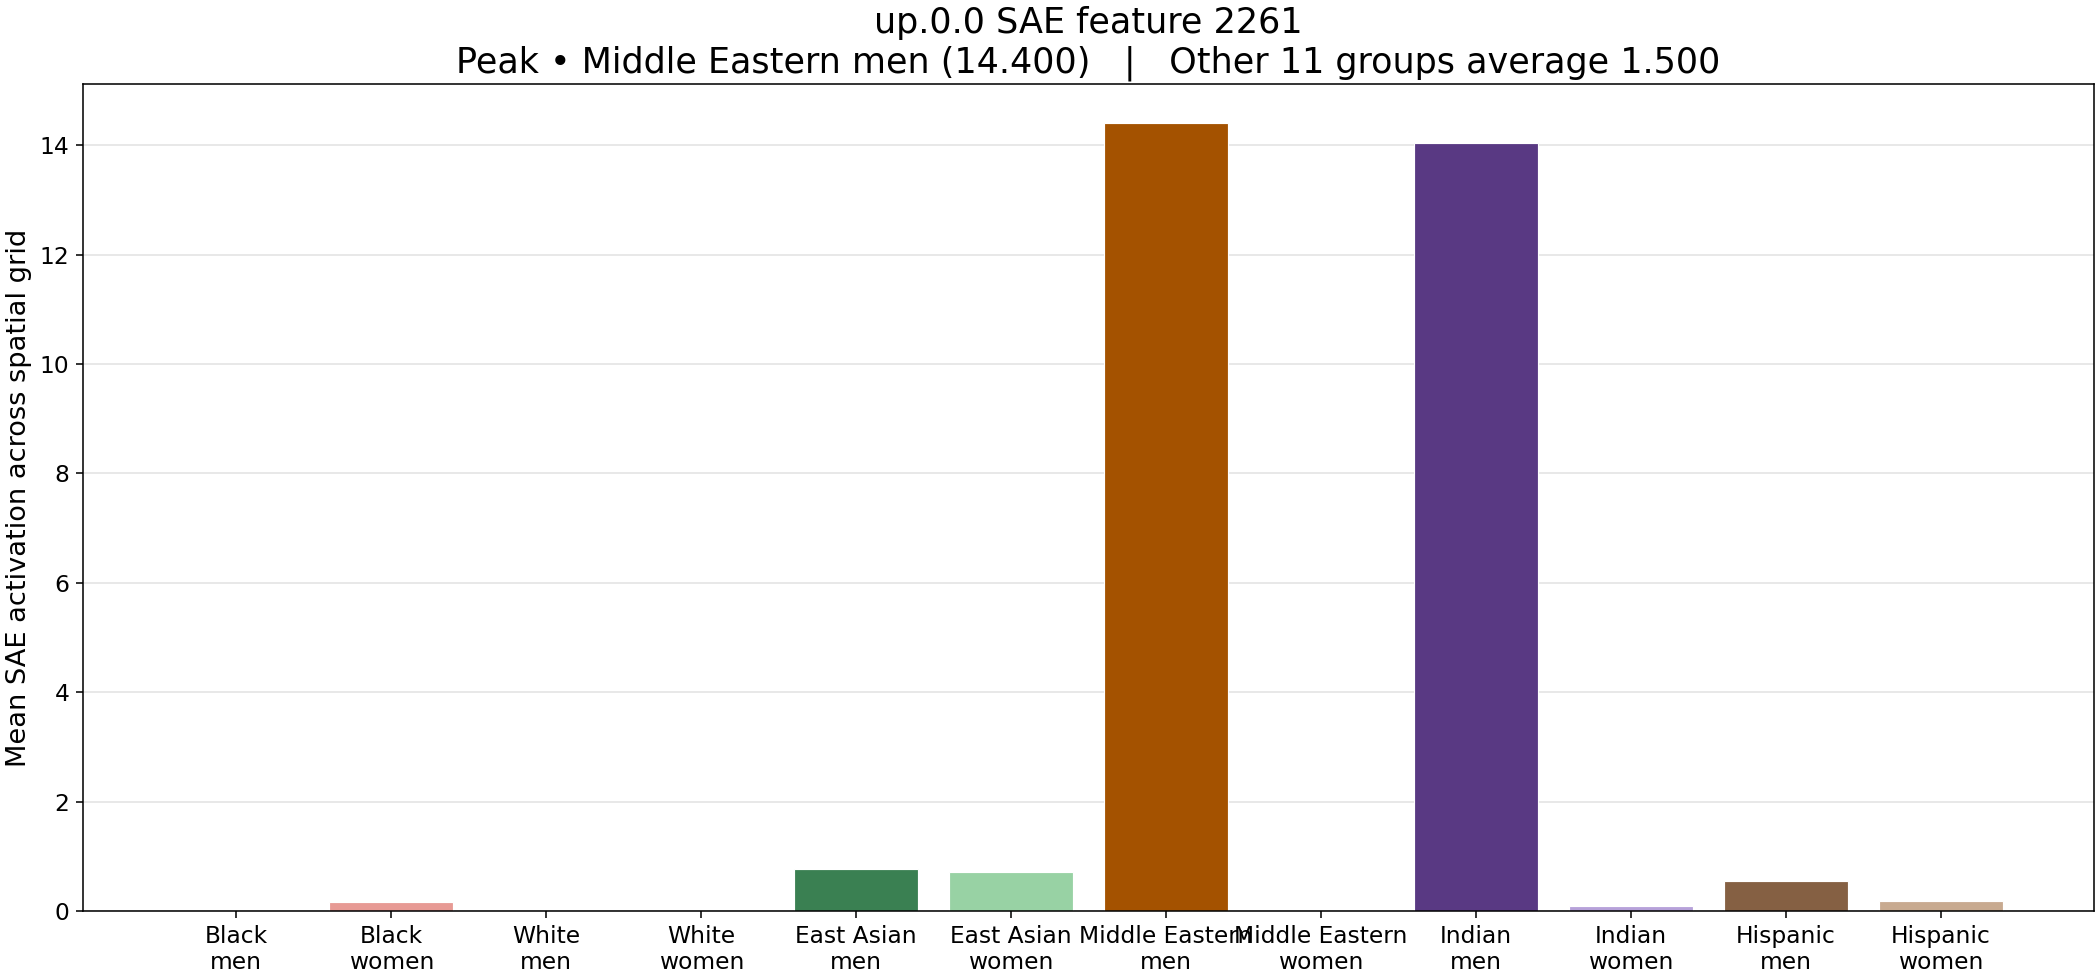 up.0.0 SAE feature 2261
Peak • Middle Eastern men (14.400) | Other 11 groups average 1.500
Mean SAE activation across spatial grid
14
12
10
8
6
4
2
0
Black men
Black women
White men
White women
East Asian men
East Asian women
Middle Eastern men
Middle Eastern women
Indian men
Indian women
Hispanic men
Hispanic women